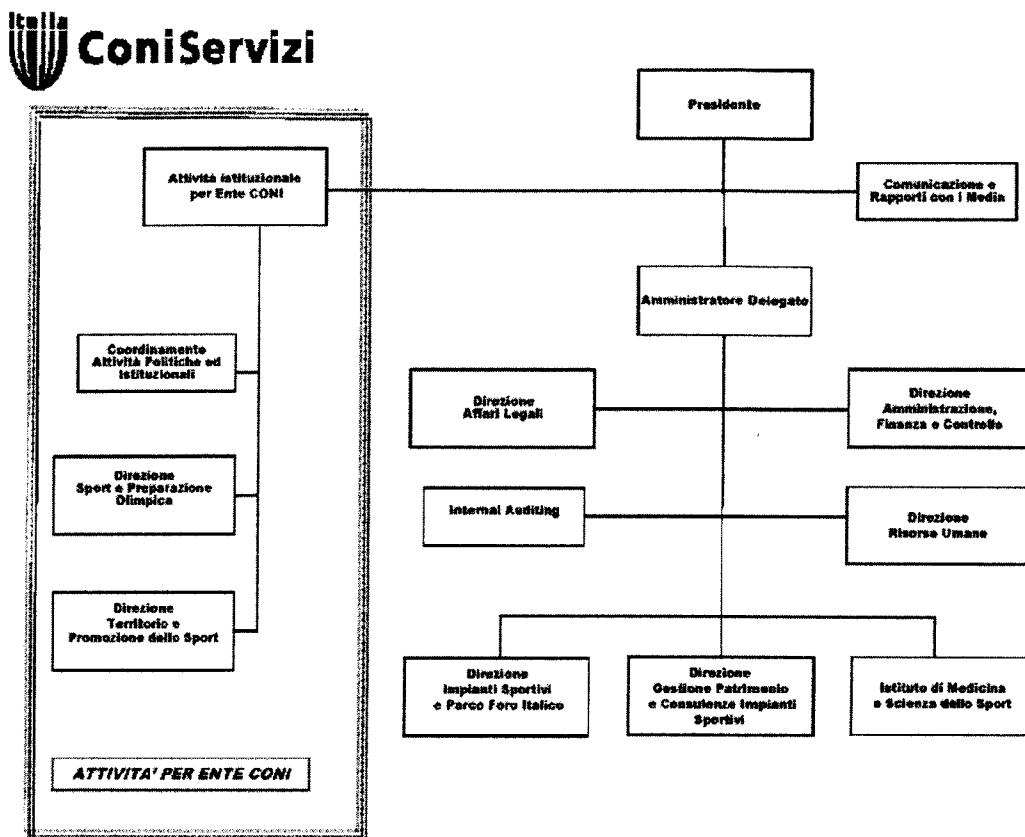 Italia
ConiServizi
Presidente
Attività istituzionale
per Ente CONI
Comunicazione e
Rapporti con i Media
Amministratore Delegato
Coordinamento
Attività Politiche ed
Istituzionali
Direzione
Affari Legali
Direzione
Amministrazione,
Finanza e Controllo
Direzione
Sport e Preparazione
Olimpica
Internal Auditing
Direzione
Risorse Umane
Direzione
Territorio e
Promozione dello Sport
Direzione
Impianti Sportivi
e Parco Foro Italico
Direzione
Gestione Patrimonio
e Consulenze Impianti
Sportivi
Istituto di Medicina
e Scienza dello Sport
ATTIVITA' PER ENTE CONI